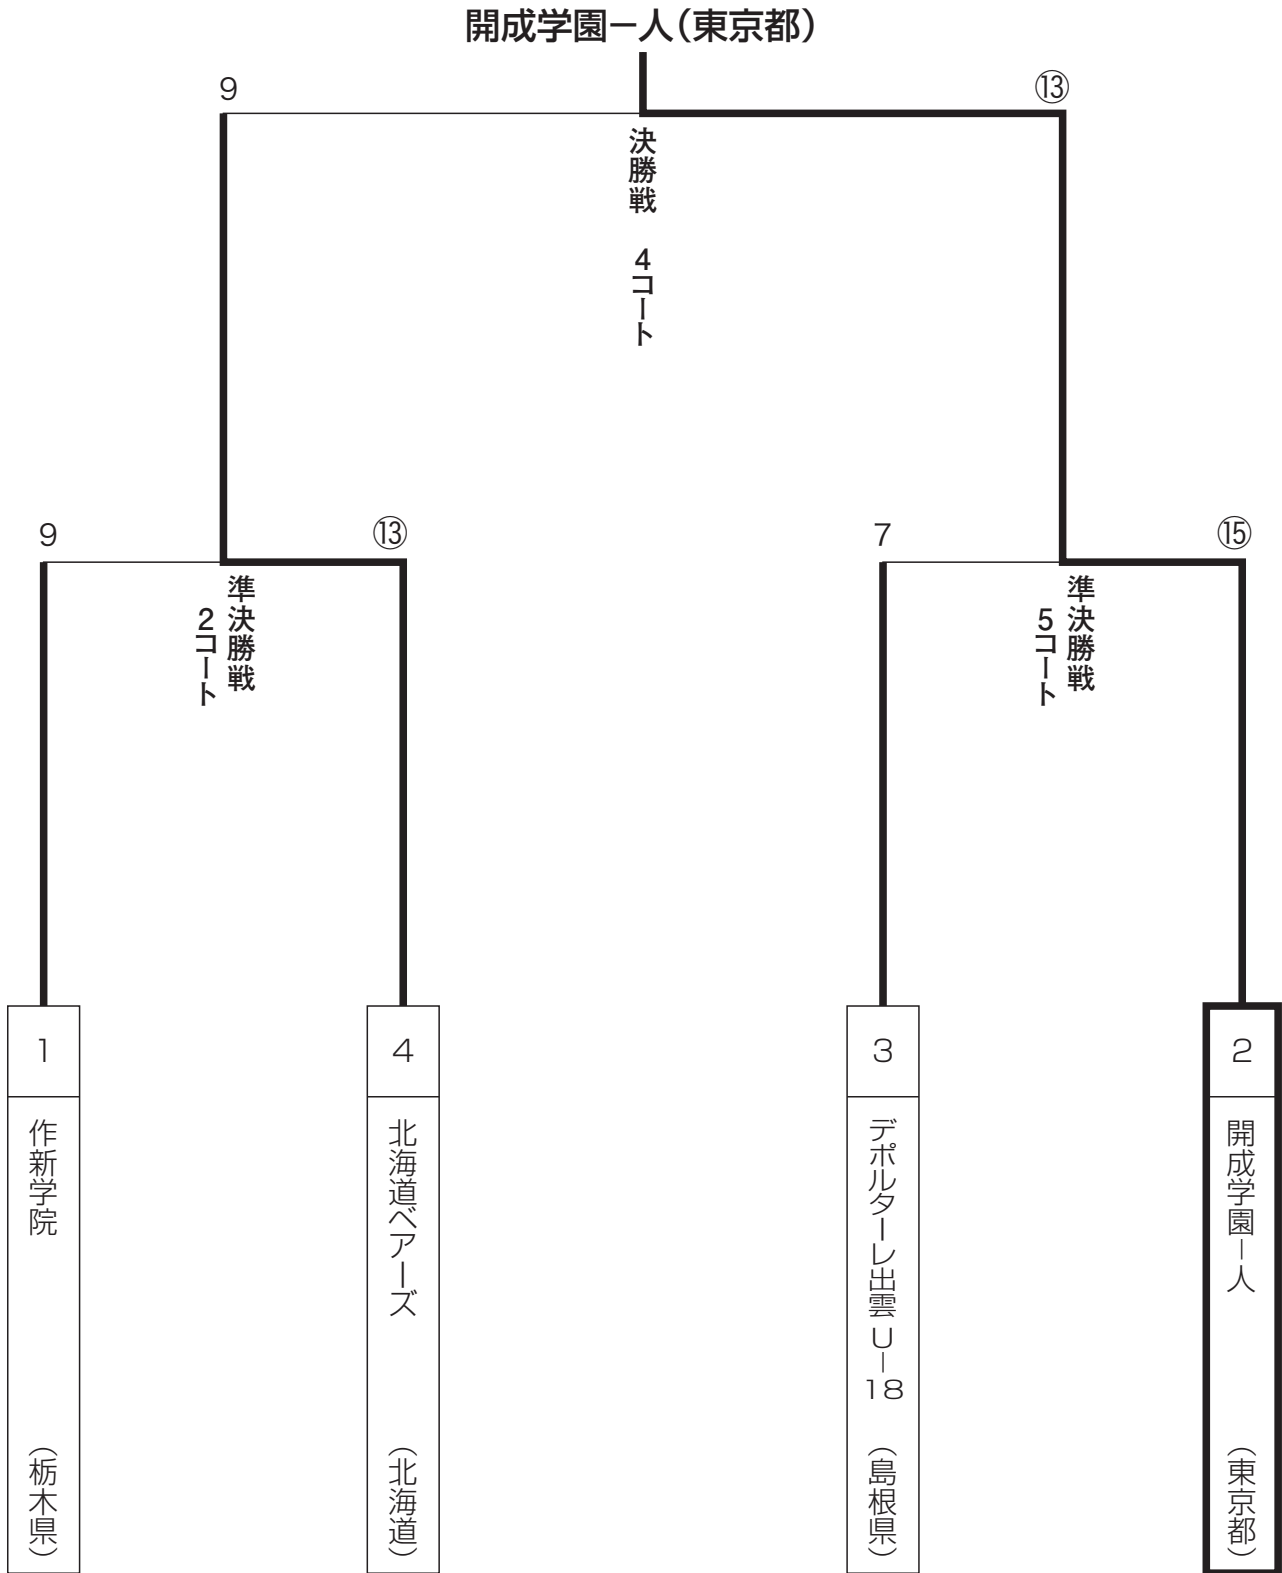 開成学園－人（東京都）
9
⑬
決勝戦　4コート
9
⑬
7
⑮
準決勝戦
2コート
準決勝戦
5コート
1
4
3
2
作新学院　（栃木県）
北海道ベアーズ　（北海道）
デポルターレ出雲 U－18　（島根県）
開成学園－人　（東京都）